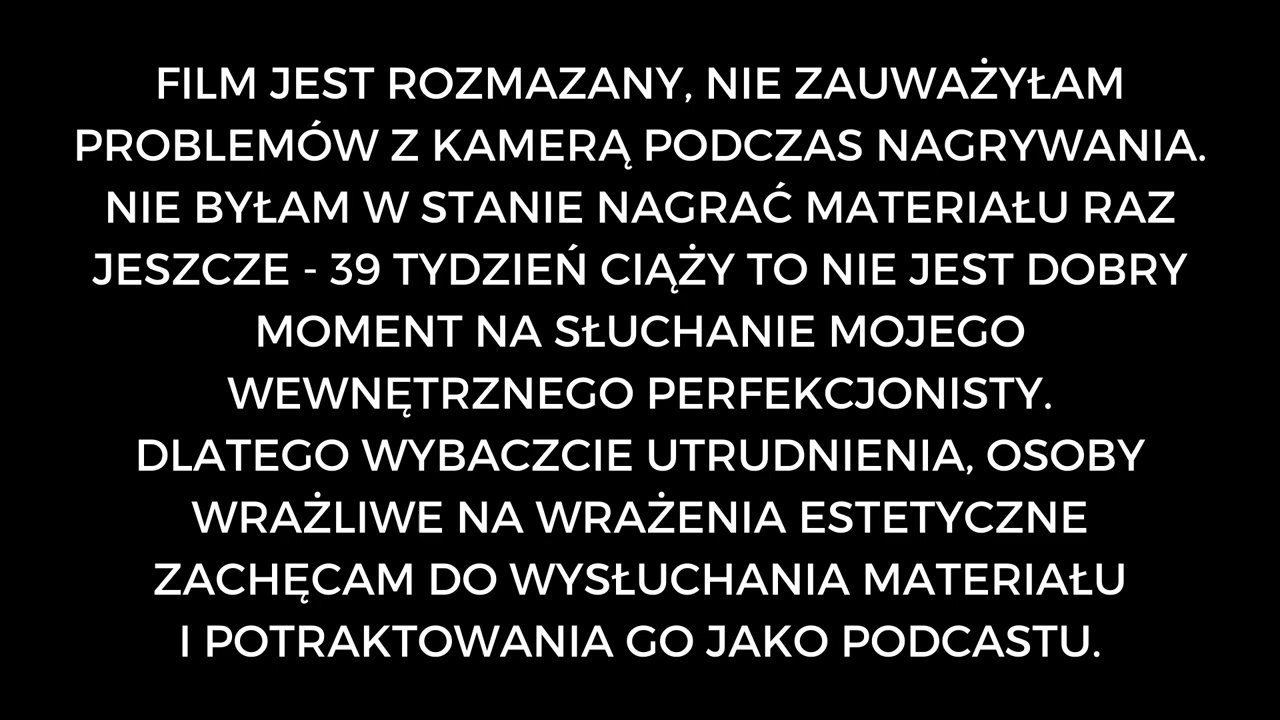 FILM JEST ROZMAZANY, NIE ZAUWAŻYŁAM
PROBLEMÓW Z KAMERĄ PODCZAS NAGRYWANIA.
NIE BYŁAM W STANIE NAGRAĆ MATERIAŁU RAZ
JESZCZE - 39 TYDZIEŃ CIĄŻY TO NIE JEST DOBRY
MOMENT NA SŁUCHANIE MOJEGO
WEWNĘTRZNEGO PERFEKCJONISTY.
DLATEGO WYBACZCIE UTRUDNIENIA, OSOBY
WRAŻLIWE NA WRAŻENIA ESTETYCZNE
ZACHĘCAM DO WYSŁUCHANIA MATERIAŁU
I POTRAKTOWANIA GO JAKO PODCASTU.